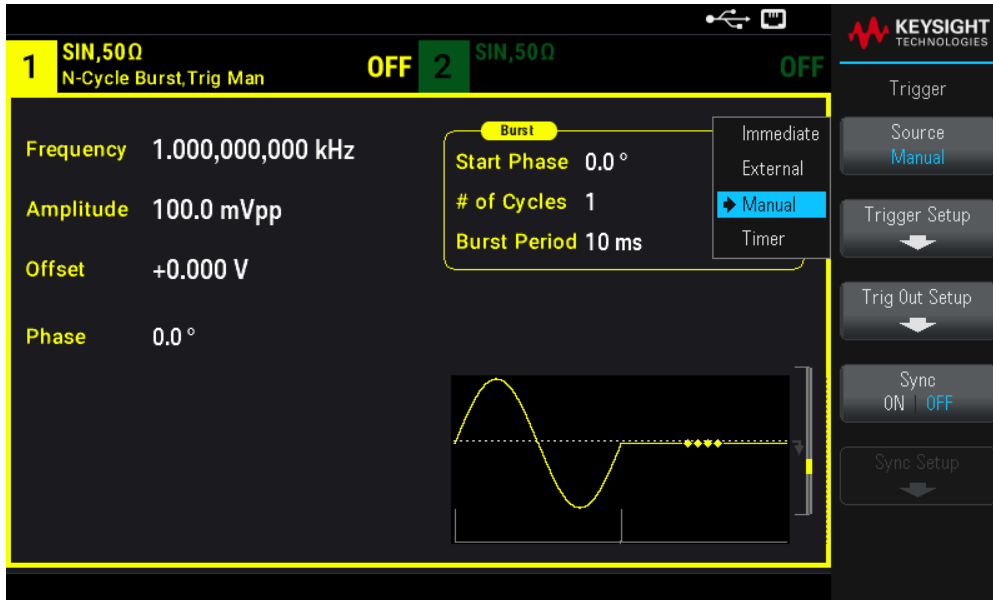 KEYSIGHT
TECHNOLOGIES
1
SIN,50Ω
N-Cycle Burst,Trig Man
OFF
2
SIN,50Ω
OFF
Trigger
Frequency 1.000,000,000 kHz
Amplitude 100.0 mVpp
Offset +0.000 V
Phase 0.0 °
Burst
Start Phase 0.0 °
# of Cycles 1
Burst Period 10 ms
Immediate
External
Manual
Timer
Source
Manual
Trigger Setup
Trig Out Setup
Sync
ON | OFF
Sync Setup